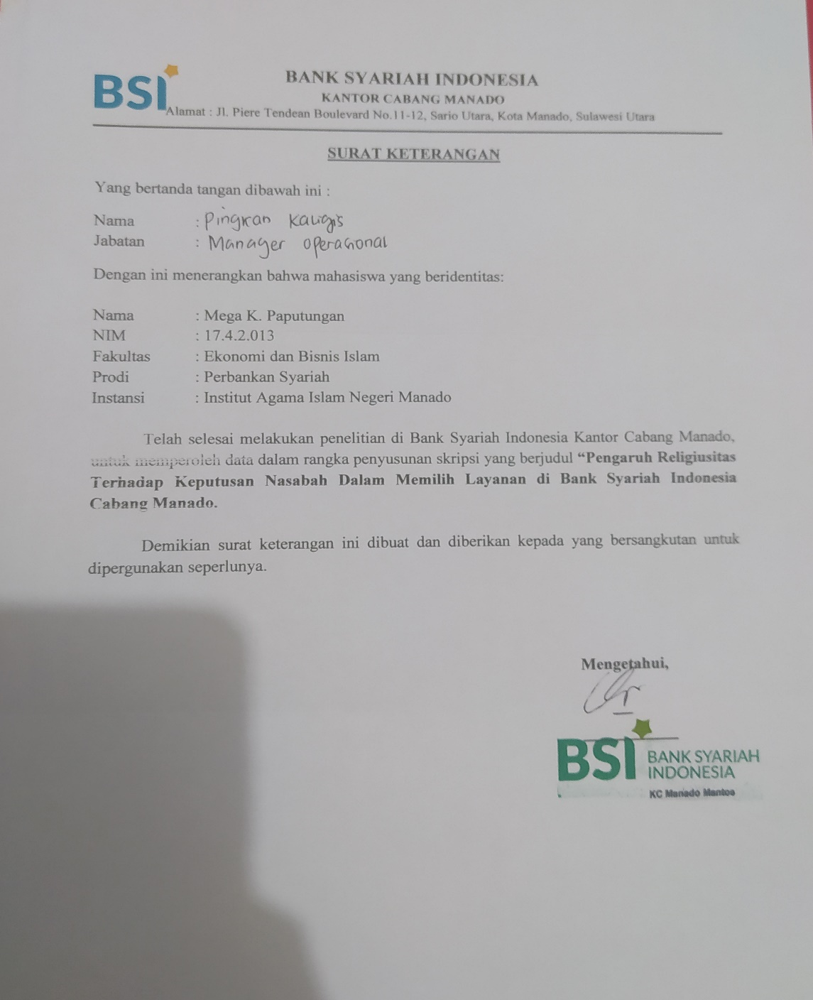 BSI
BANK SYARIAH INDONESIA
KANTOR CABANG MANADO
Alamat : Jl. Piere Tendean Boulevard No.11-12, Sario Utara, Kota Manado, Sulawesi Utara
SURAT KETERANGAN
Yang bertanda tangan dibawah ini :
Nama : Pingkan Kaligis
Jabatan : Manager operasional
Dengan ini menerangkan bahwa mahasiswa yang beridentitas:
Nama : Mega K. Paputungan
NIM : 17.4.2.013
Fakultas : Ekonomi dan Bisnis Islam
Prodi : Perbankan Syariah
Instansi : Institut Agama Islam Negeri Manado
Telah selesai melakukan penelitian di Bank Syariah Indonesia Kantor Cabang Manado,
untuk memperoleh data dalam rangka penyusunan skripsi yang berjudul “Pengaruh Religiusitas
Terhadap Keputusan Nasabah Dalam Memilih Layanan di Bank Syariah Indonesia
Cabang Manado.
Demikian surat keterangan ini dibuat dan diberikan kepada yang bersangkutan untuk
dipergunakan seperlunya.
Mengetahui,
BSI BANK SYARIAH
INDONESIA
KC Manado Mantos